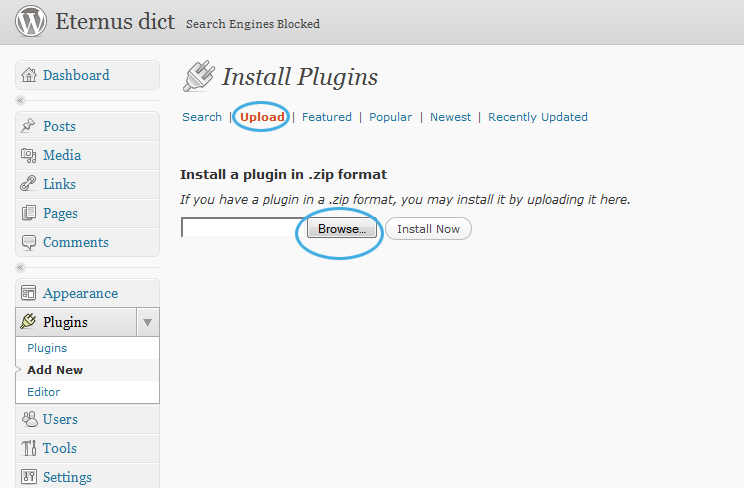 Eternus dict Search Engines Blocked
Dashboard
Posts
Media
Links
Pages
Comments
Appearance
Plugins
Plugins
Add New
Editor
Users
Tools
Settings
Install Plugins
Search | Upload | Featured | Popular | Newest | Recently Updated
Install a plugin in .zip format
If you have a plugin in a .zip format, you may install it by uploading it here.
Browse... Install Now